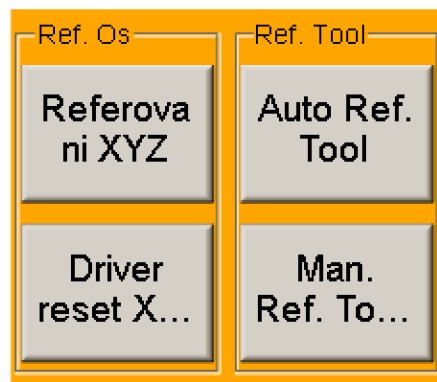 Ref. Os
Referova
ni XYZ
Driver
reset X...
Ref. Tool
Auto Ref.
Tool
Man.
Ref. To...